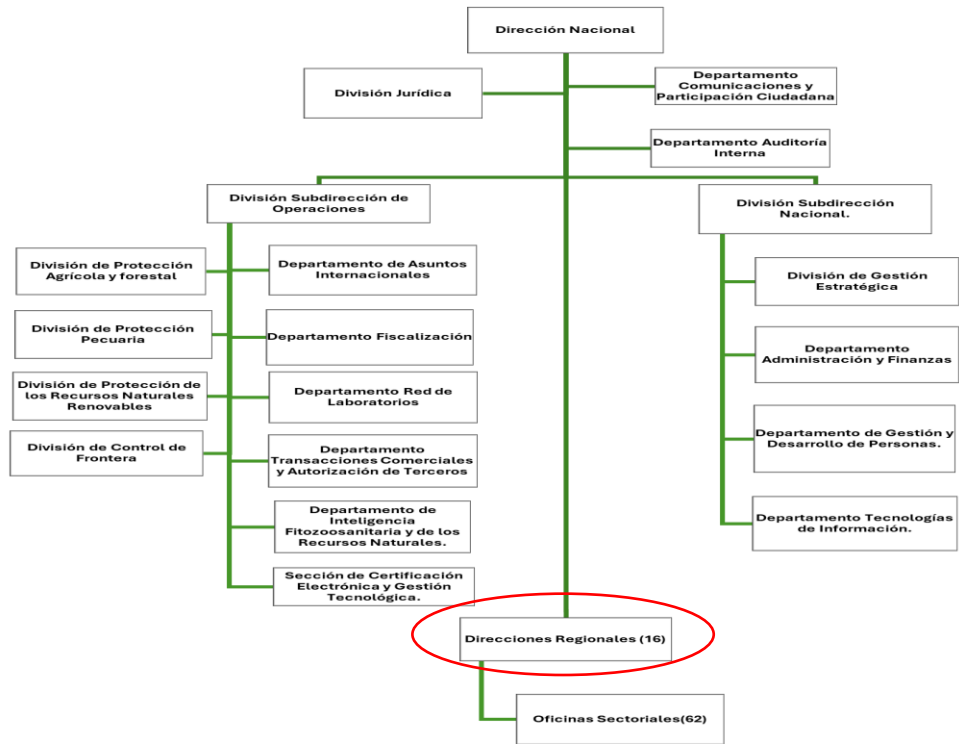 Dirección Nacional
División Jurídica
Departamento
Comunicaciones y
Participación Ciudadana
Departamento Auditoría
Interna
División Subdirección de
Operaciones
División Subdirección
Nacional.
División de Protección
Agrícola y forestal
Departamento de Asuntos
Internacionales
División de Gestión
Estratégica
División de Protección
Pecuaria
Departamento Fiscalización
Departamento
Administración y Finanzas
División de Protección de
los Recursos Naturales
Renovables
Departamento Red de
Laboratorios
División de Control de
Frontera
Departamento
Transacciones Comerciales
y Autorización de Terceros
Departamento de Gestión y
Desarrollo de Personas.
Departamento de
Inteligencia
Fitozoosanitaria y de los
Recursos Naturales.
Departamento Tecnologías
de Información.
Sección de Certificación
Electrónica y Gestión
Tecnológica.
Direcciones Regionales (16)
Oficinas Sectoriales(62)